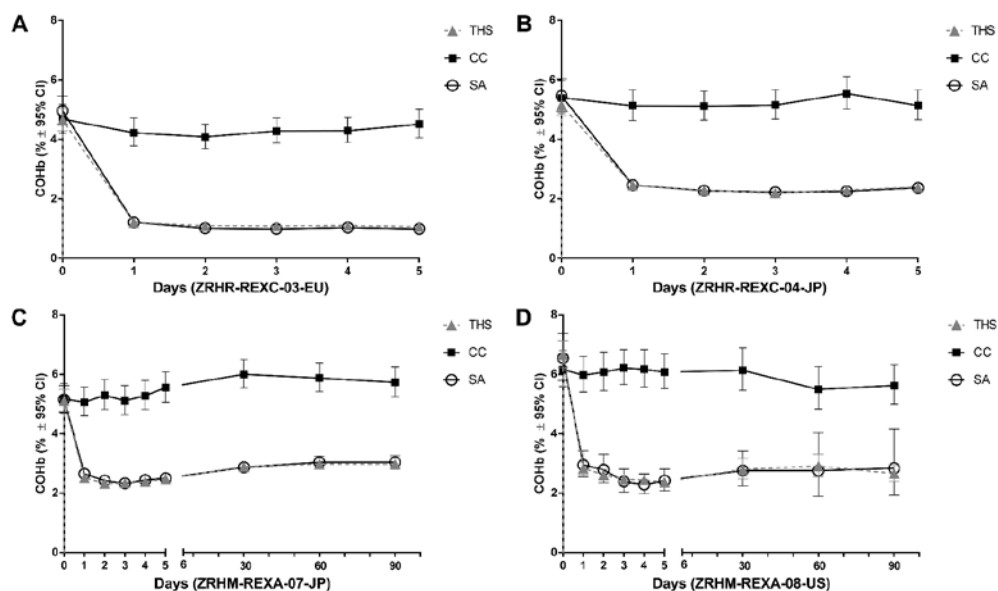 A
THS
CC
SA
COHb (% ± 95% CI)
8
6
4
2
0
0 1 2 3 4 5
Days (ZRHR-REXC-03-EU)
B
THS
CC
SA
COHb (% ± 95% CI)
8
6
4
2
0
0 1 2 3 4 5
Days (ZRHR-REXC-04-JP)
C
THS
CC
SA
COHb (% ± 95% CI)
8
6
4
2
0
0 1 2 3 4 5 6 30 60 90
Days (ZRHM-REXA-07-JP)
D
THS
CC
SA
COHb (% ± 95% CI)
8
6
4
2
0
0 1 2 3 4 5 6 30 60 90
Days (ZRHM-REXA-08-US)